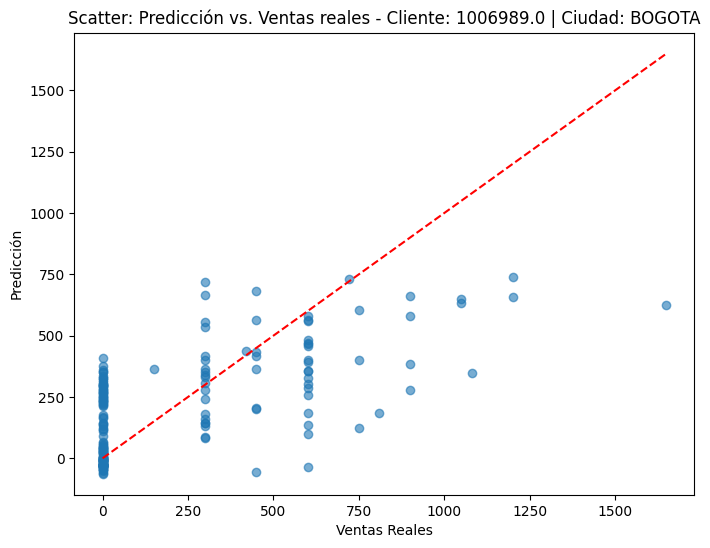 Scatter: Predicción vs. Ventas reales - Cliente: 1006989.0 | Ciudad: BOGOTA
1500
1250
1000
750
500
250
0
Predicción
0 250 500 750 1000 1250 1500
Ventas Reales